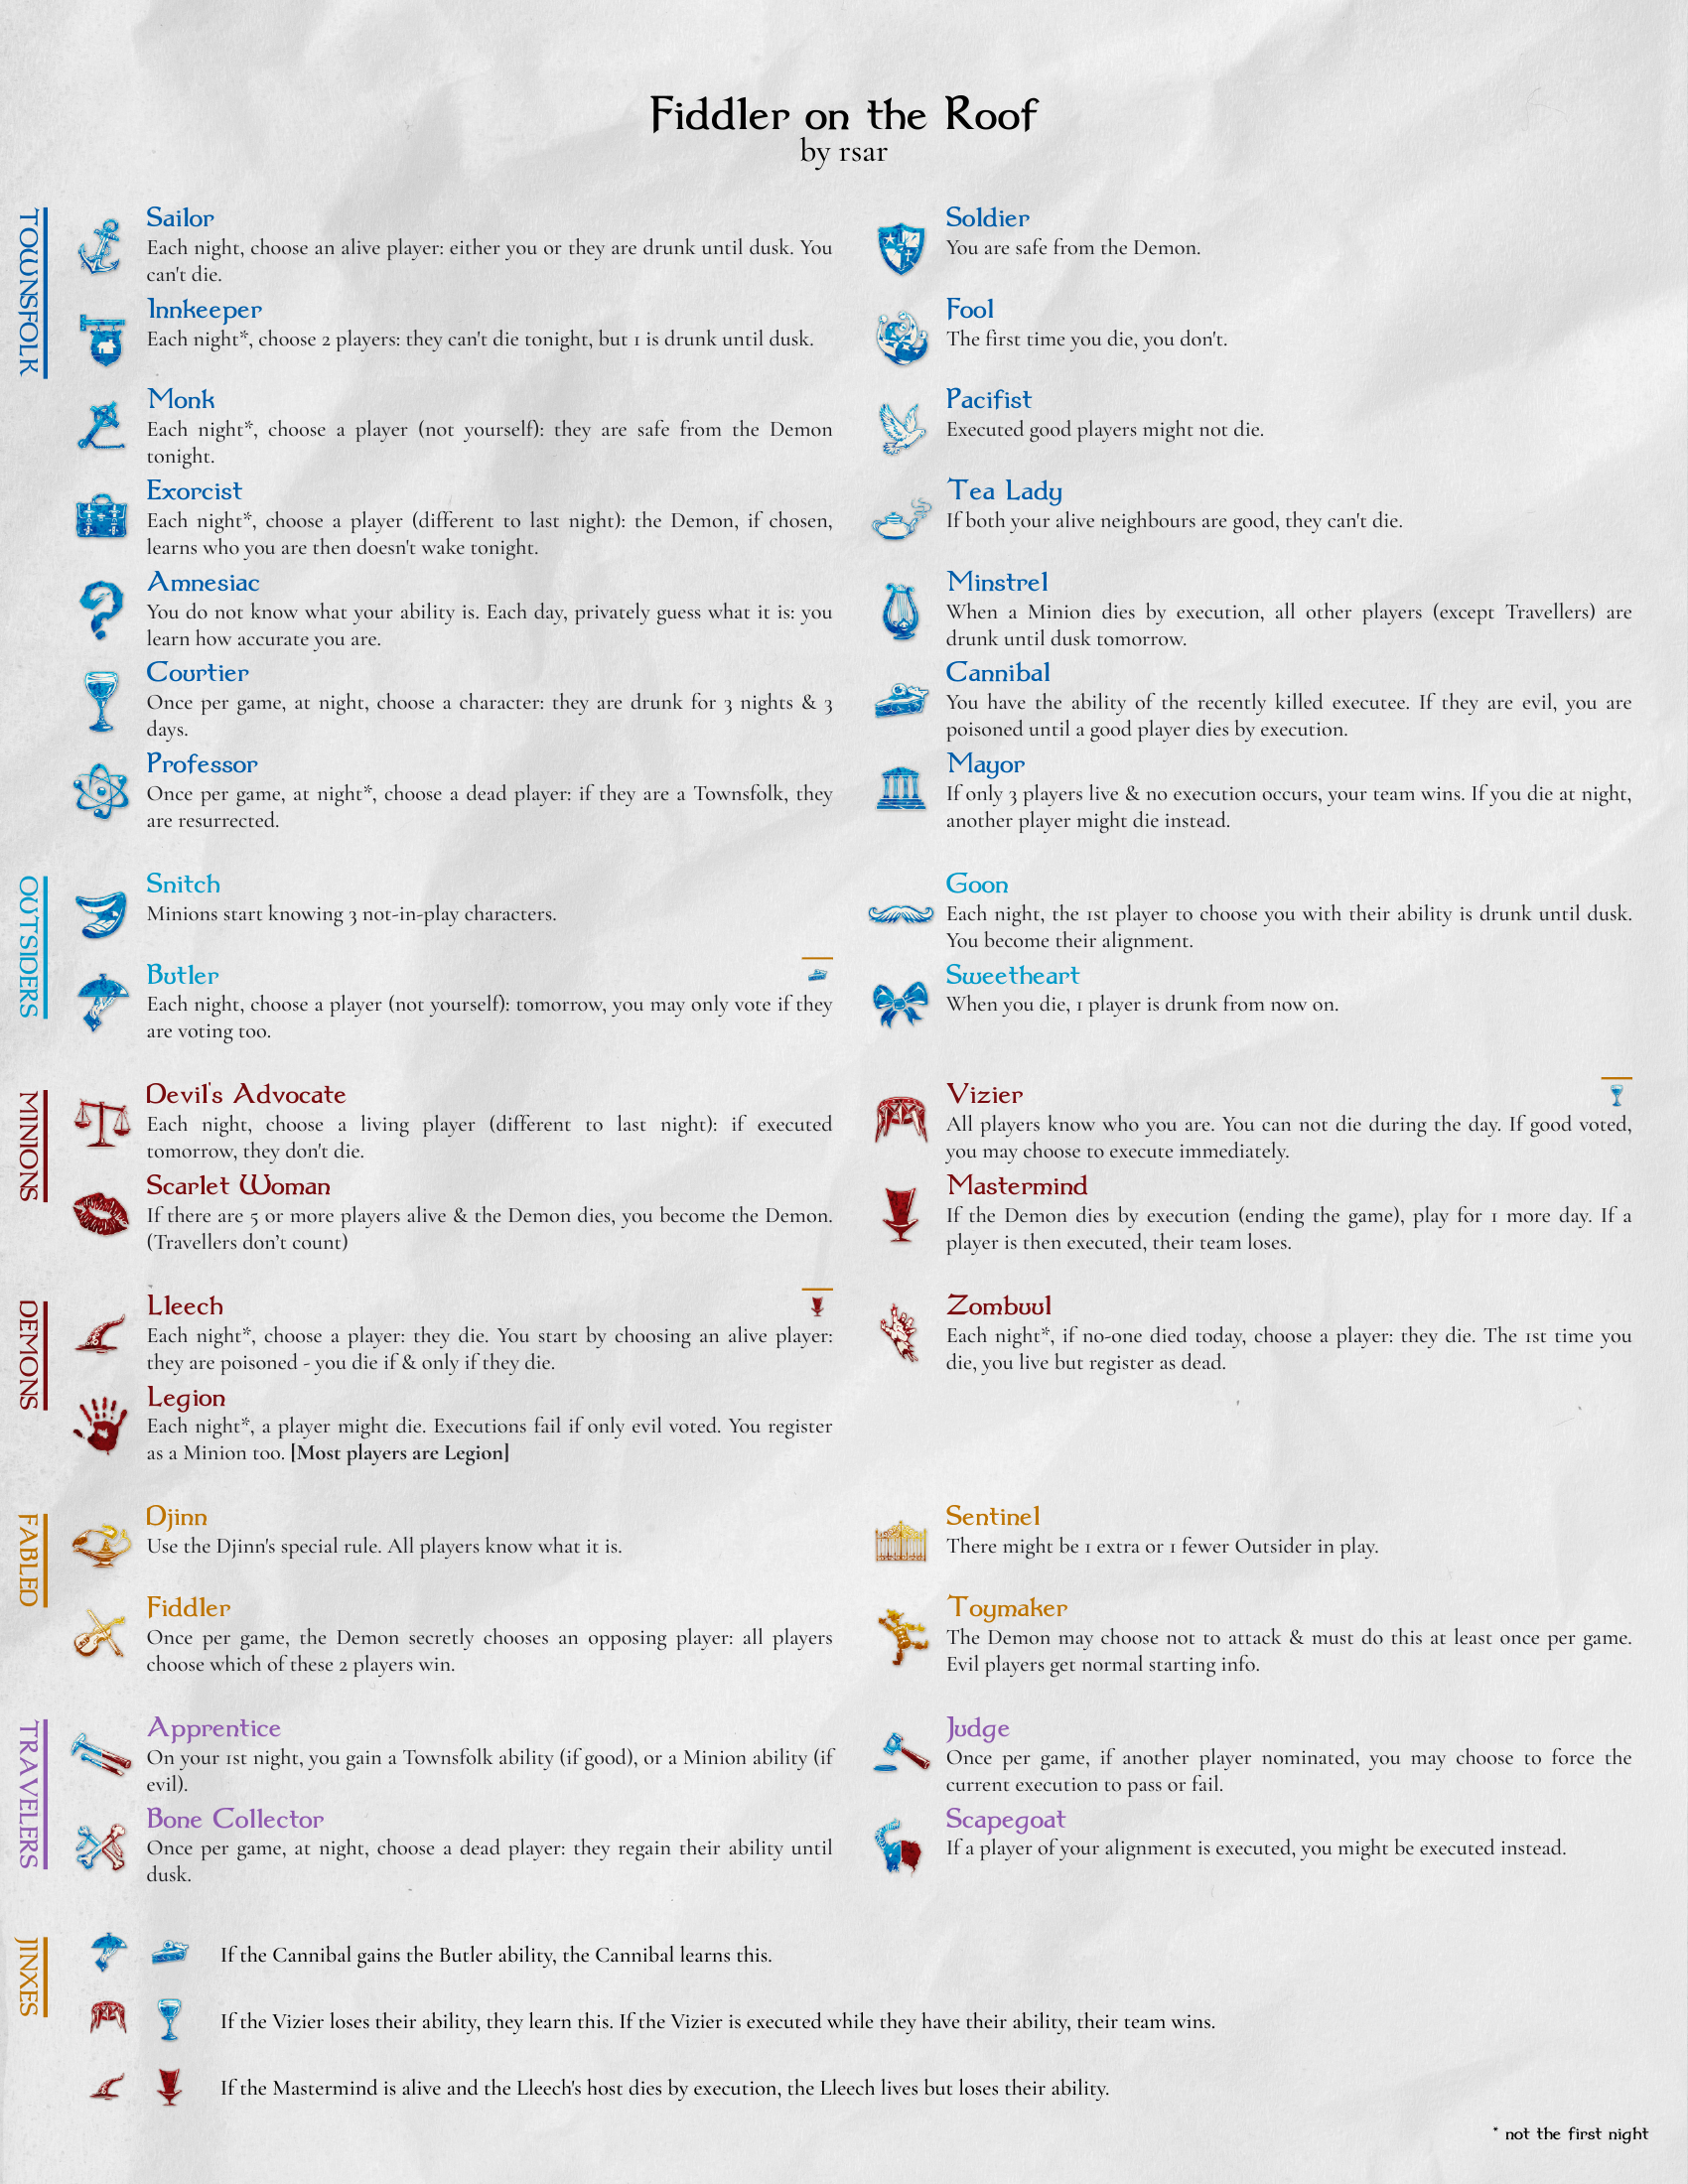 Fiddler on the Roof
by rsar
TOWNSFOLK
Sailor
Each night, choose an alive player: either you or they are drunk until dusk. You
can't die.
Innkeeper
Each night*, choose 2 players: they can't die tonight, but 1 is drunk until dusk.
Monk
Each night*, choose a player (not yourself): they are safe from the Demon
tonight.
Exorcist
Each night*, choose a player (different to last night): the Demon, if chosen,
learns who you are then doesn't wake tonight.
Amnesiac
You do not know what your ability is. Each day, privately guess what it is: you
learn how accurate you are.
Courtier
Once per game, at night, choose a character: they are drunk for 3 nights & 3
days.
Professor
Once per game, at night*, choose a dead player: if they are a Townsfolk, they
are resurrected.
Soldier
You are safe from the Demon.
Fool
The first time you die, you don't.
Pacifist
Executed good players might not die.
Tea Lady
If both your alive neighbours are good, they can't die.
Minstrel
When a Minion dies by execution, all other players (except Travellers) are
drunk until dusk tomorrow.
Cannibal
You have the ability of the recently killed executee. If they are evil, you are
poisoned until a good player dies by execution.
Mayor
If only 3 players live & no execution occurs, your team wins. If you die at night,
another player might die instead.
OUTSIDERS
Snitch
Minions start knowing 3 not-in-play characters.
Butler
Each night, choose a player (not yourself): tomorrow, you may only vote if they
are voting too.
Goon
Each night, the 1st player to choose you with their ability is drunk until dusk.
You become their alignment.
Sweetheart
When you die, 1 player is drunk from now on.
MINIONS
Devil's Advocate
Each night, choose a living player (different to last night): if executed
tomorrow, they don't die.
Scarlet Woman
If there are 5 or more players alive & the Demon dies, you become the Demon.
(Travellers don't count)
Vizier
All players know who you are. You can not die during the day. If good voted,
you may choose to execute immediately.
Mastermind
If the Demon dies by execution (ending the game), play for 1 more day. If a
player is then executed, their team loses.
DEMONS
Lleech
Each night*, choose a player: they die. You start by choosing an alive player:
they are poisoned - you die if & only if they die.
Legion
Each night*, a player might die. Executions fail if only evil voted. You register
as a Minion too. [Most players are Legion]
Zombuul
Each night*, if no-one died today, choose a player: they die. The 1st time you
die, you live but register as dead.
FABLED
Djinn
Use the Djinn's special rule. All players know what it is.
Fiddler
Once per game, the Demon secretly chooses an opposing player: all players
choose which of these 2 players win.
Sentinel
There might be 1 extra or 1 fewer Outsider in play.
Toymaker
The Demon may choose not to attack & must do this at least once per game.
Evil players get normal starting info.
TRAVELERS
Apprentice
On your 1st night, you gain a Townsfolk ability (if good), or a Minion ability (if
evil).
Bone Collector
Once per game, at night, choose a dead player: they regain their ability until
dusk.
Judge
Once per game, if another player nominated, you may choose to force the
current execution to pass or fail.
Scapegoat
If a player of your alignment is executed, you might be executed instead.
JINXES
If the Cannibal gains the Butler ability, the Cannibal learns this.
If the Vizier loses their ability, they learn this. If the Vizier is executed while they have their ability, their team wins.
If the Mastermind is alive and the Lleech's host dies by execution, the Lleech lives but loses their ability.
* not the first night